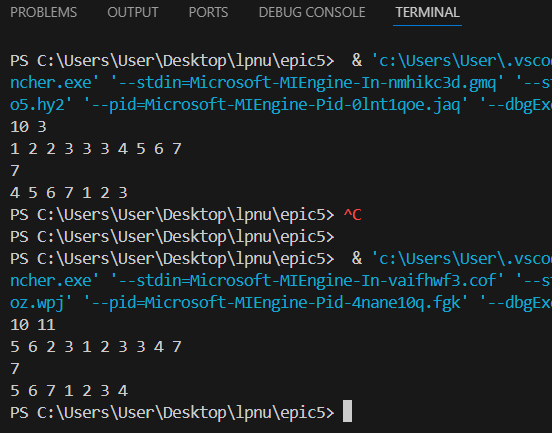 PROBLEMS OUTPUT PORTS DEBUG CONSOLE TERMINAL
PS C:\Users\User\Desktop\lpnu\epic5>  & 'c:\Users\User\.vscod
ncher.exe' '--stdin=Microsoft-MIEngine-In-nmhikc3d.gmq' '--st
o5.hy2' '--pid=Microsoft-MIEngine-Pid-0lnt1qoe.jaq' '--dbgExe
10 3
1 2 2 3 3 3 4 5 6 7
7
4 5 6 7 1 2 3
PS C:\Users\User\Desktop\lpnu\epic5> ^C
PS C:\Users\User\Desktop\lpnu\epic5>
PS C:\Users\User\Desktop\lpnu\epic5>  & 'c:\Users\User\.vscod
ncher.exe' '--stdin=Microsoft-MIEngine-In-vaifhwf3.cof' '--st
oz.wpj' '--pid=Microsoft-MIEngine-Pid-4nane10q.fgk' '--dbgExe
10 11
5 6 2 3 1 2 3 3 4 7
7
5 6 7 1 2 3 4
PS C:\Users\User\Desktop\lpnu\epic5>